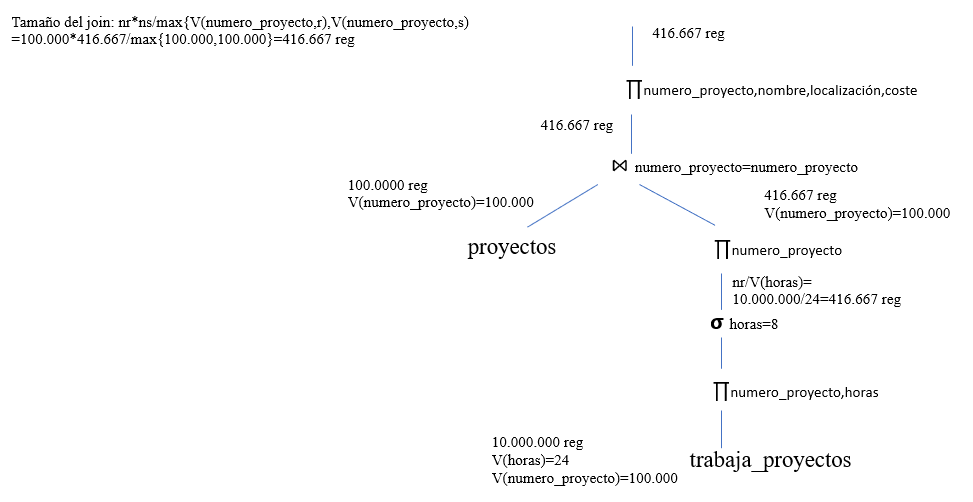 Tamaño del join: nr*ns/max{V(numero_proyecto,r),V(numero_proyecto,s)
=100.000*416.667/max{100.000,100.000}=416.667 reg
416.667 reg
∏numero_proyecto,nombre,localización,coste
416.667 reg
⋈ numero_proyecto=numero_proyecto
100.0000 reg
V(numero_proyecto)=100.000
416.667 reg
V(numero_proyecto)=100.000
proyectos
∏numero_proyecto
nr/V(horas)=
10.000.000/24=416.667 reg
σ horas=8
∏numero_proyecto,horas
10.000.000 reg
V(horas)=24
V(numero_proyecto)=100.000
trabaja_proyectos